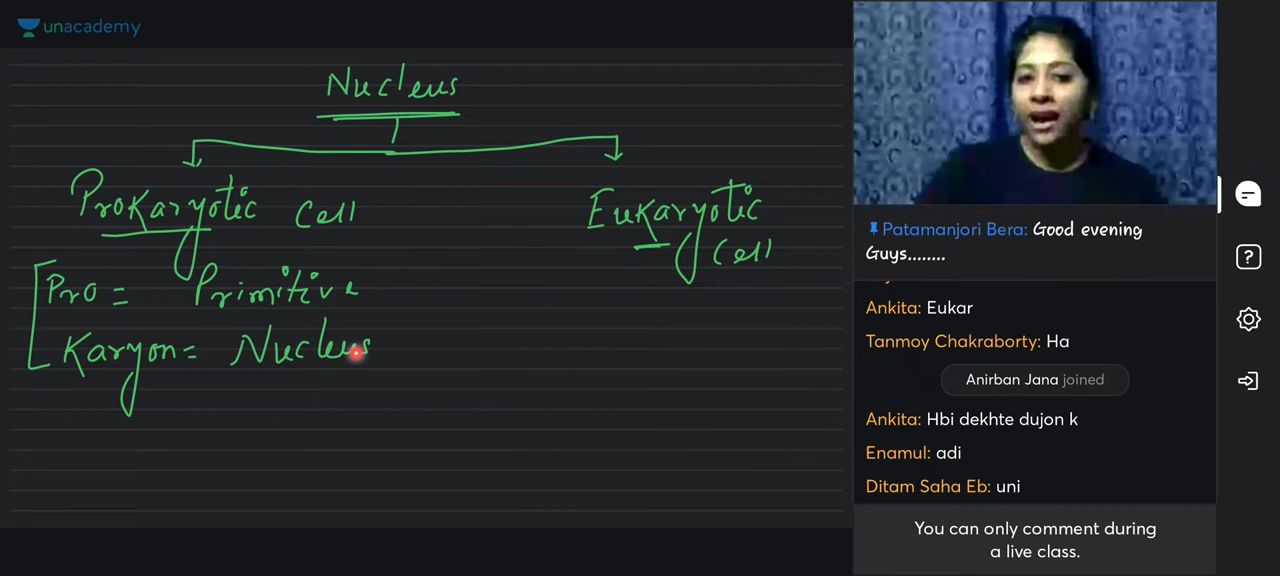 unacademy
Nucleus
Prokaryotic Cell
Eukaryotic
Cell
Pro = Primitive
Karyon = Nucleus
Patamanjori Bera: Good evening
Guys........
Ankita: Eukar
Tanmoy Chakraborty: Ha
Anirban Jana joined
Ankita: Hbi dekhte dujon k
Enamul: adi
Ditam Saha Eb: uni
You can only comment during
a live class.
?